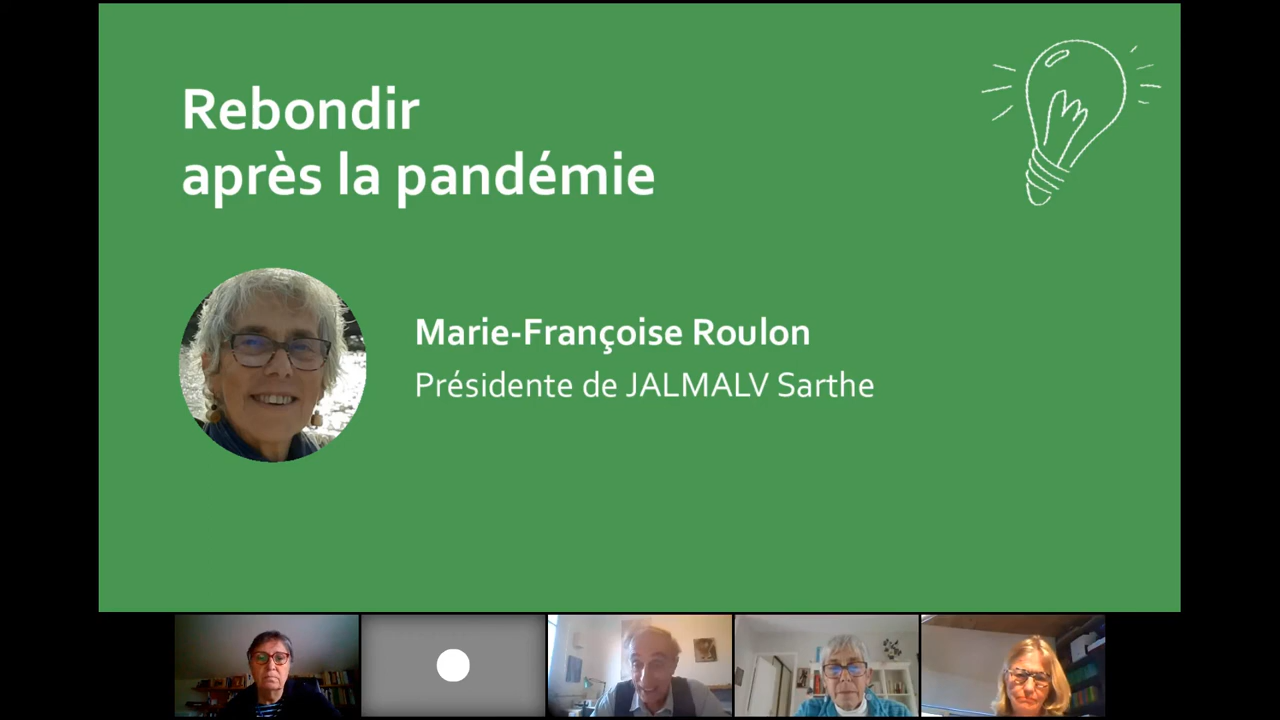 Rebondir
après la pandémie
Marie-Françoise Roulon
Présidente de JALMALV Sarthe